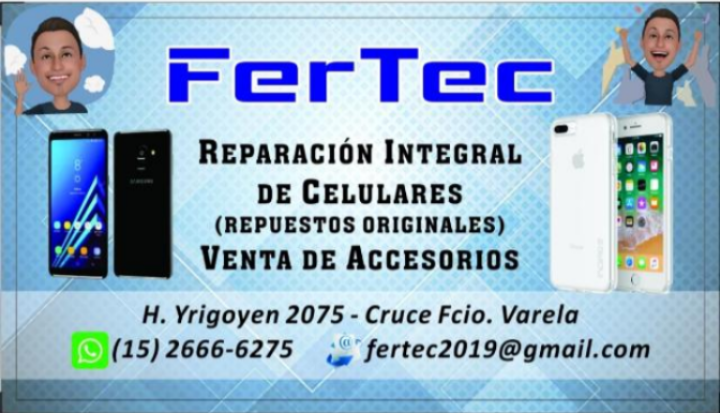 FerTec
REPARACIÓN INTEGRAL
DE CELULARES
(REPUESTOS ORIGINALES)
VENTA DE ACCESORIOS
H. Yrigoyen 2075 - Cruce Fcio. Varela
(15) 2666-6275 fertec2019@gmail.com
SAMSUNG